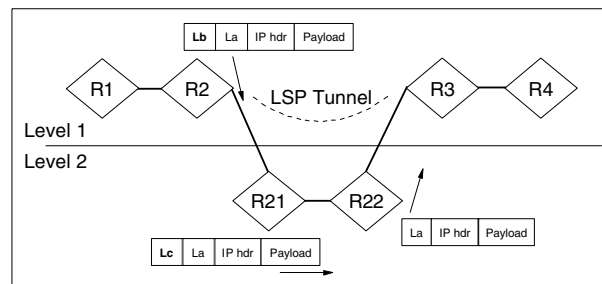 Lb La IP hdr Payload
R1 R2 LSP Tunnel R3 R4
Level 1
Level 2
R21 R22
La IP hdr Payload
Lc La IP hdr Payload